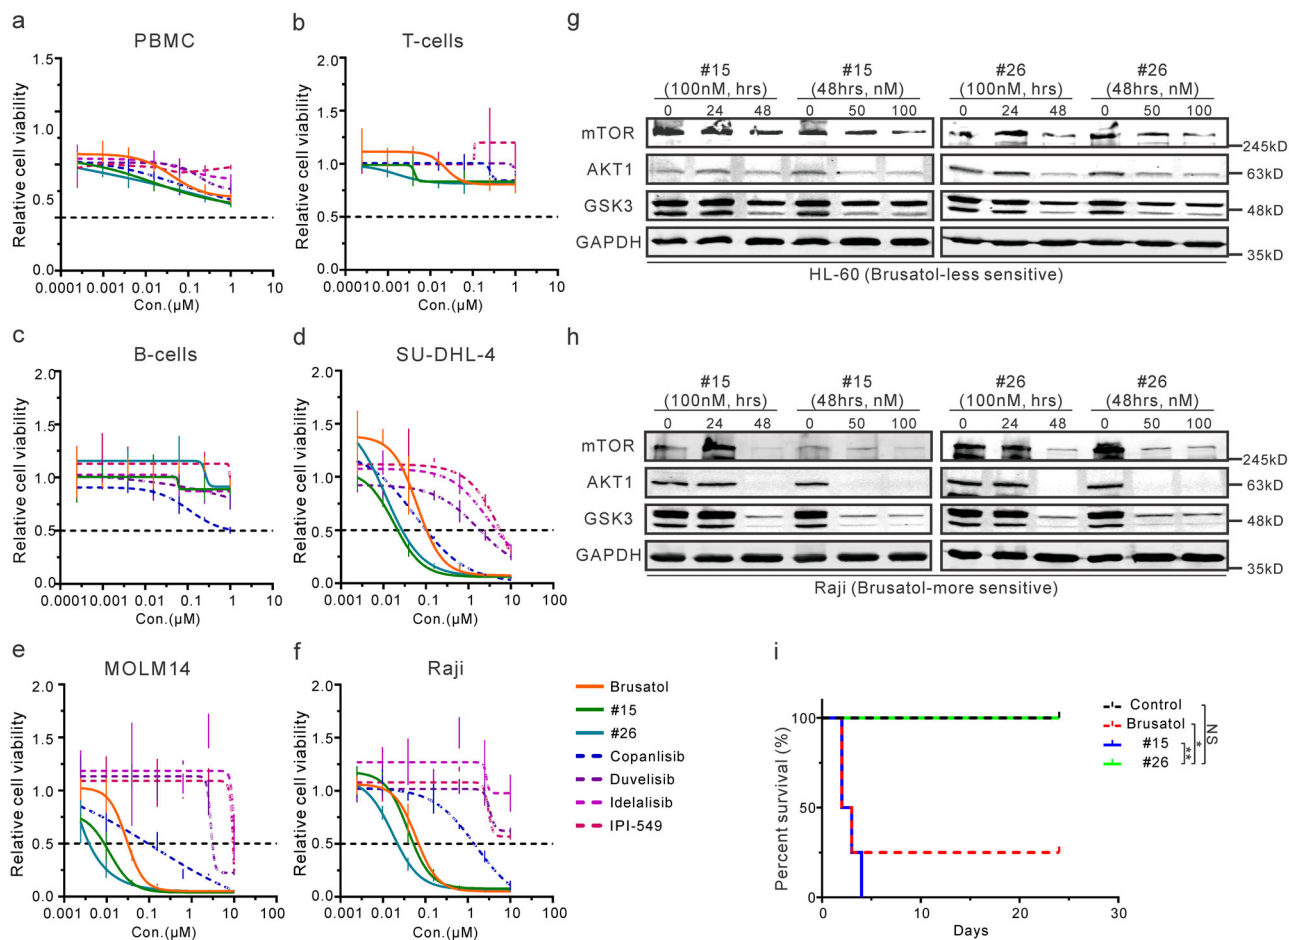 a
PBMC
Relative cell viability
1.5
1.0
0.5
0.0
0.0001 0.001 0.01 0.1 1 10
Con.(μM)
b
T-cells
Relative cell viability
2.0
1.5
1.0
0.5
0.0
0.0001 0.001 0.01 0.1 1 10
Con.(μM)
c
B-cells
Relative cell viability
2.0
1.5
1.0
0.5
0.0
0.0001 0.001 0.01 0.1 1 10
Con.(μM)
d
SU-DHL-4
Relative cell viability
2.0
1.5
1.0
0.5
0.0
0.001 0.01 0.1 1 10 100
Con.(μM)
e
MOLM14
Relative cell viability
2.0
1.5
1.0
0.5
0.0
0.001 0.01 0.1 1 10 100
Con.(μM)
f
Raji
Relative cell viability
2.0
1.5
1.0
0.5
0.0
0.001 0.01 0.1 1 10 100
Con.(μM)
Brusatol
#15
#26
Copanlisib
Duvelisib
Idelalisib
IPI-549
g
#15 #15 #26 #26
(100nM, hrs) (48hrs, nM) (100nM, hrs) (48hrs, nM)
0 24 48 0 50 100 0 24 48 0 50 100
mTOR
245kD
AKT1
63kD
GSK3
48kD
GAPDH
35kD
HL-60 (Brusatol-less sensitive)
h
#15 #15 #26 #26
(100nM, hrs) (48hrs, nM) (100nM, hrs) (48hrs, nM)
0 24 48 0 50 100 0 24 48 0 50 100
mTOR
245kD
AKT1
63kD
GSK3
48kD
GAPDH
35kD
Raji (Brusatol-more sensitive)
i
Percent survival (%)
100
50
0
0 10 20 30
Days
Control
Brusatol
#15
#26
**
*
NS